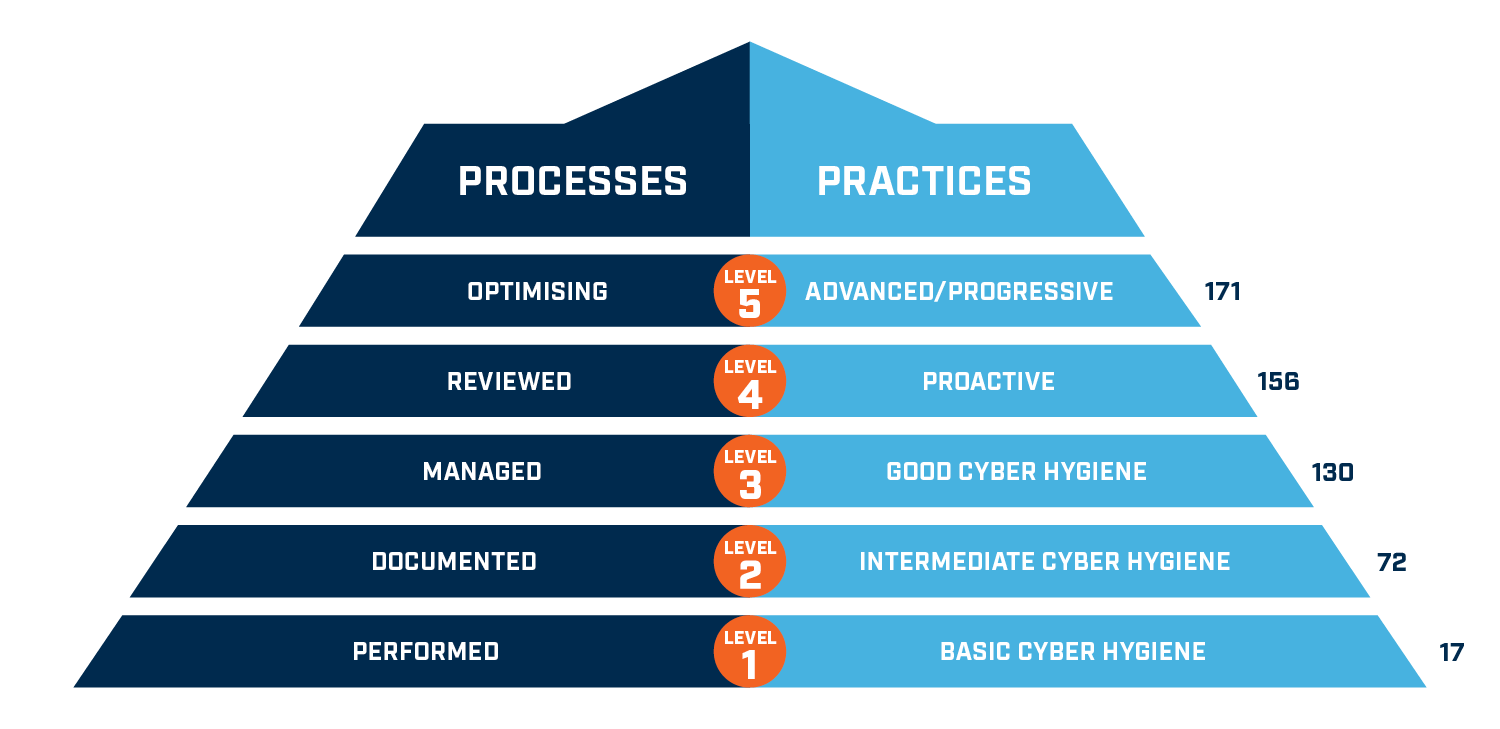 PROCESSES PRACTICES
OPTIMISING LEVEL 5 ADVANCED/PROGRESSIVE 171
REVIEWED LEVEL 4 PROACTIVE 156
MANAGED LEVEL 3 GOOD CYBER HYGIENE 130
DOCUMENTED LEVEL 2 INTERMEDIATE CYBER HYGIENE 72
PERFORMED LEVEL 1 BASIC CYBER HYGIENE 17